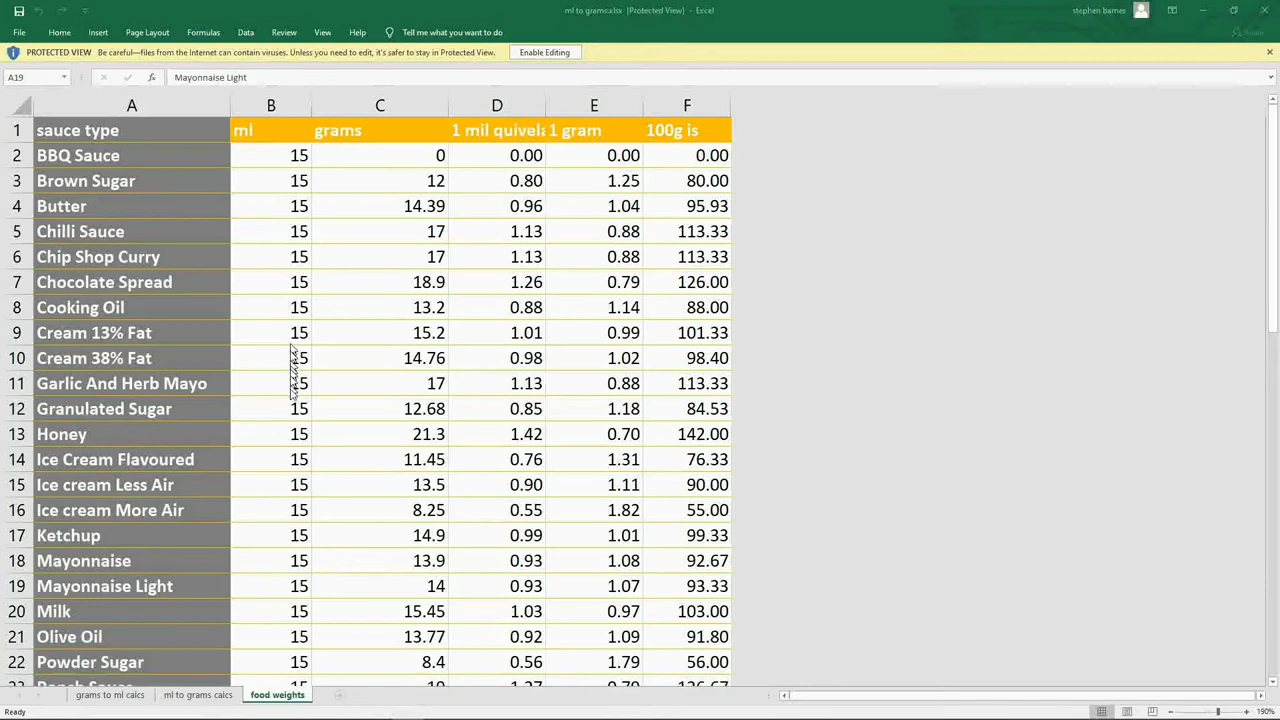 ml to grams.xlsx [Protected View] - Excel
stephen barnes
File Home Insert Page Layout Formulas Data Review View Help Tell me what you want to do Share
PROTECTED VIEW Be careful—files from the Internet can contain viruses. Unless you need to edit, it's safer to stay in Protected View. Enable Editing
A19 fx Mayonnaise Light
A B C D E F
1 sauce type ml grams 1 mil quivela 1 gram 100g is
2 BBQ Sauce 15 0 0.00 0.00 0.00
3 Brown Sugar 15 12 0.80 1.25 80.00
4 Butter 15 14.39 0.96 1.04 95.93
5 Chilli Sauce 15 17 1.13 0.88 113.33
6 Chip Shop Curry 15 17 1.13 0.88 113.33
7 Chocolate Spread 15 18.9 1.26 0.79 126.00
8 Cooking Oil 15 13.2 0.88 1.14 88.00
9 Cream 13% Fat 15 15.2 1.01 0.99 101.33
10 Cream 38% Fat 15 14.76 0.98 1.02 98.40
11 Garlic And Herb Mayo 15 17 1.13 0.88 113.33
12 Granulated Sugar 15 12.68 0.85 1.18 84.53
13 Honey 15 21.3 1.42 0.70 142.00
14 Ice Cream Flavoured 15 11.45 0.76 1.31 76.33
15 Ice cream Less Air 15 13.5 0.90 1.11 90.00
16 Ice cream More Air 15 8.25 0.55 1.82 55.00
17 Ketchup 15 14.9 0.99 1.01 99.33
18 Mayonnaise 15 13.9 0.93 1.08 92.67
19 Mayonnaise Light 15 14 0.93 1.07 93.33
20 Milk 15 15.45 1.03 0.97 103.00
21 Olive Oil 15 13.77 0.92 1.09 91.80
22 Powder Sugar 15 8.4 0.56 1.79 56.00
23 Ranch Sauce 15 19 1.27 0.79 126.67
grams to ml calcs ml to grams calcs food weights
Ready 190%